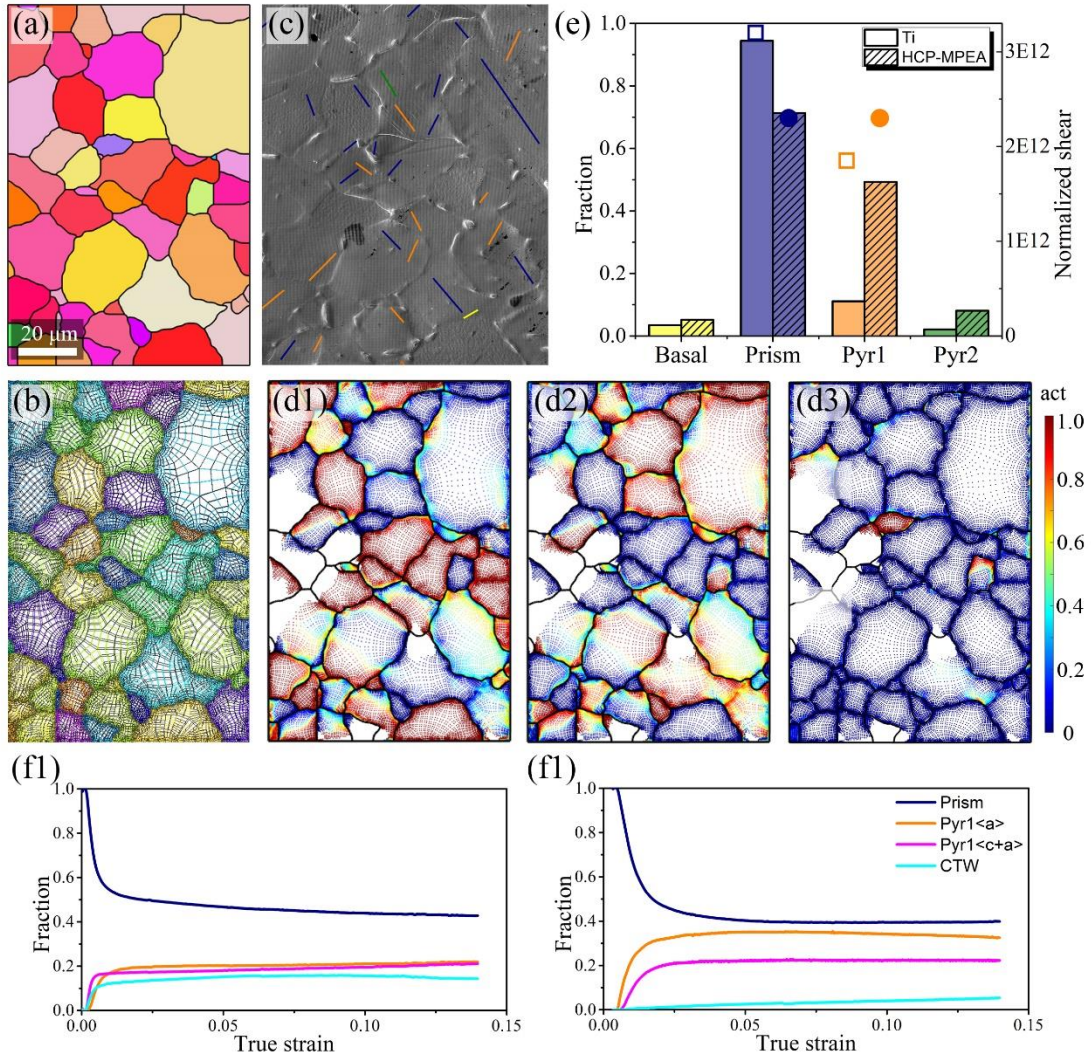 (a)
20 μm
(c)
(e)
1.0
0.8
0.6
0.4
0.2
0.0
Fraction
Ti
HCP-MPEA
3E12
2E12
1E12
0
Normalized shear
Basal
Prism
Pyr1
Pyr2
(b)
(d1)
(d2)
(d3)
act
1.0
0.8
0.6
0.4
0.2
0
(f1)
1.0
0.8
0.6
0.4
0.2
0.0
Fraction
0.00
0.05
0.10
0.15
True strain
(f1)
1.0
0.8
0.6
0.4
0.2
0.0
Fraction
Prism
Pyr1<a>
Pyr1<c+a>
CTW
0.00
0.05
0.10
0.15
True strain